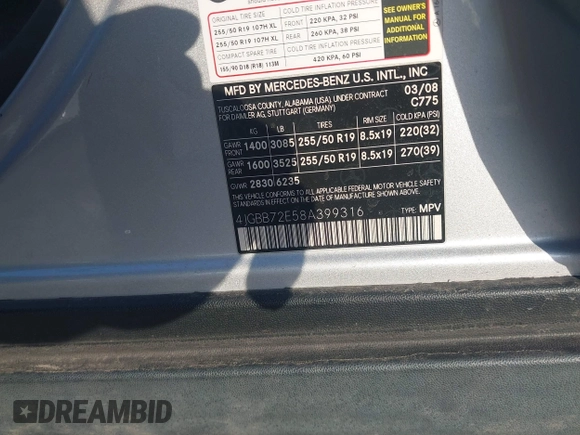 ORIGINAL TIRE SIZE COLD TIRE INFLATION PRESSURE
255/50 R19 107H XL FRONT 220 KPA, 32 PSI
255/50 R19 107H XL REAR 260 KPA, 38 PSI
COMPACT SPARE TIRE COLD TIRE INFLATION PRESSURE
155/90 D18 (R18) 113M 420 KPA, 60 PSI
SEE OWNER'S
MANUAL FOR
ADDITIONAL
INFORMATION
MFD BY MERCEDES-BENZ U.S. INTL., INC
TUSCALOOSA COUNTY, ALABAMA (USA) UNDER CONTRACT 03/08
FOR DAIMLER AG, STUTTGART (GERMANY) C775
KG LB TIRES RIM SIZE COLD KPA (PSI)
GAWR FRONT 1400 3085 255/50 R19 8.5x19 220(32)
GAWR REAR 1600 3525 255/50 R19 8.5x19 270(39)
GVWR 2830 6235
THIS VEHICLE CONFORMS TO ALL APPLICABLE FEDERAL MOTOR VEHICLE SAFETY
STANDARDS IN EFFECT ON THE DATE OF MANUFACTURE SHOWN ABOVE.
4JGBB72E58A399316 TYPE: MPV
DREAMBID